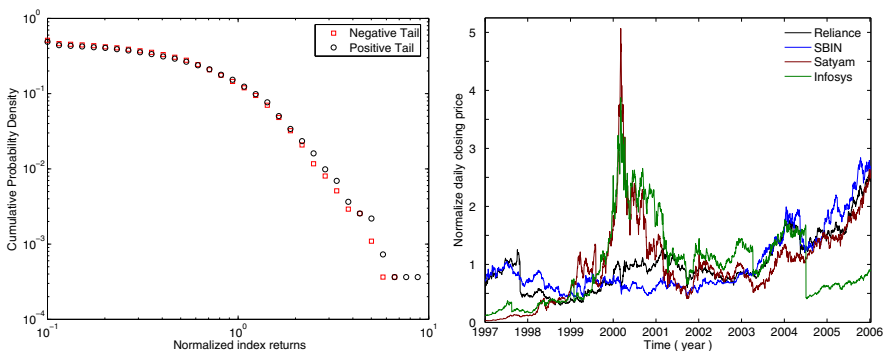 10^0
10^-1
10^-2
10^-3
10^-4
Cumulative Probability Density
Negative Tail
Positive Tail
10^-1
10^0
10^1
Normalized index returns
5
4
3
2
1
0
Normalize daily closing price
Reliance
SBIN
Satyam
Infosys
1997 1998 1999 2000 2001 2002 2003 2004 2005 2006
Time ( year )